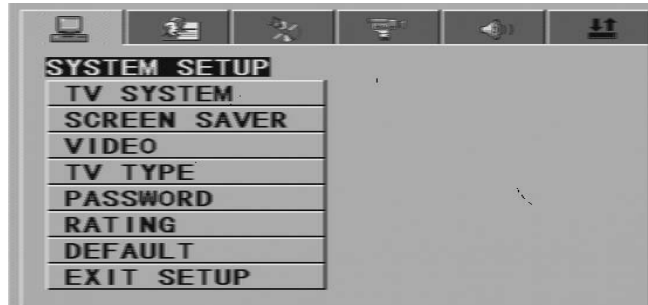 SYSTEM SETUP
TV SYSTEM
SCREEN SAVER
VIDEO
TV TYPE
PASSWORD
RATING
DEFAULT
EXIT SETUP